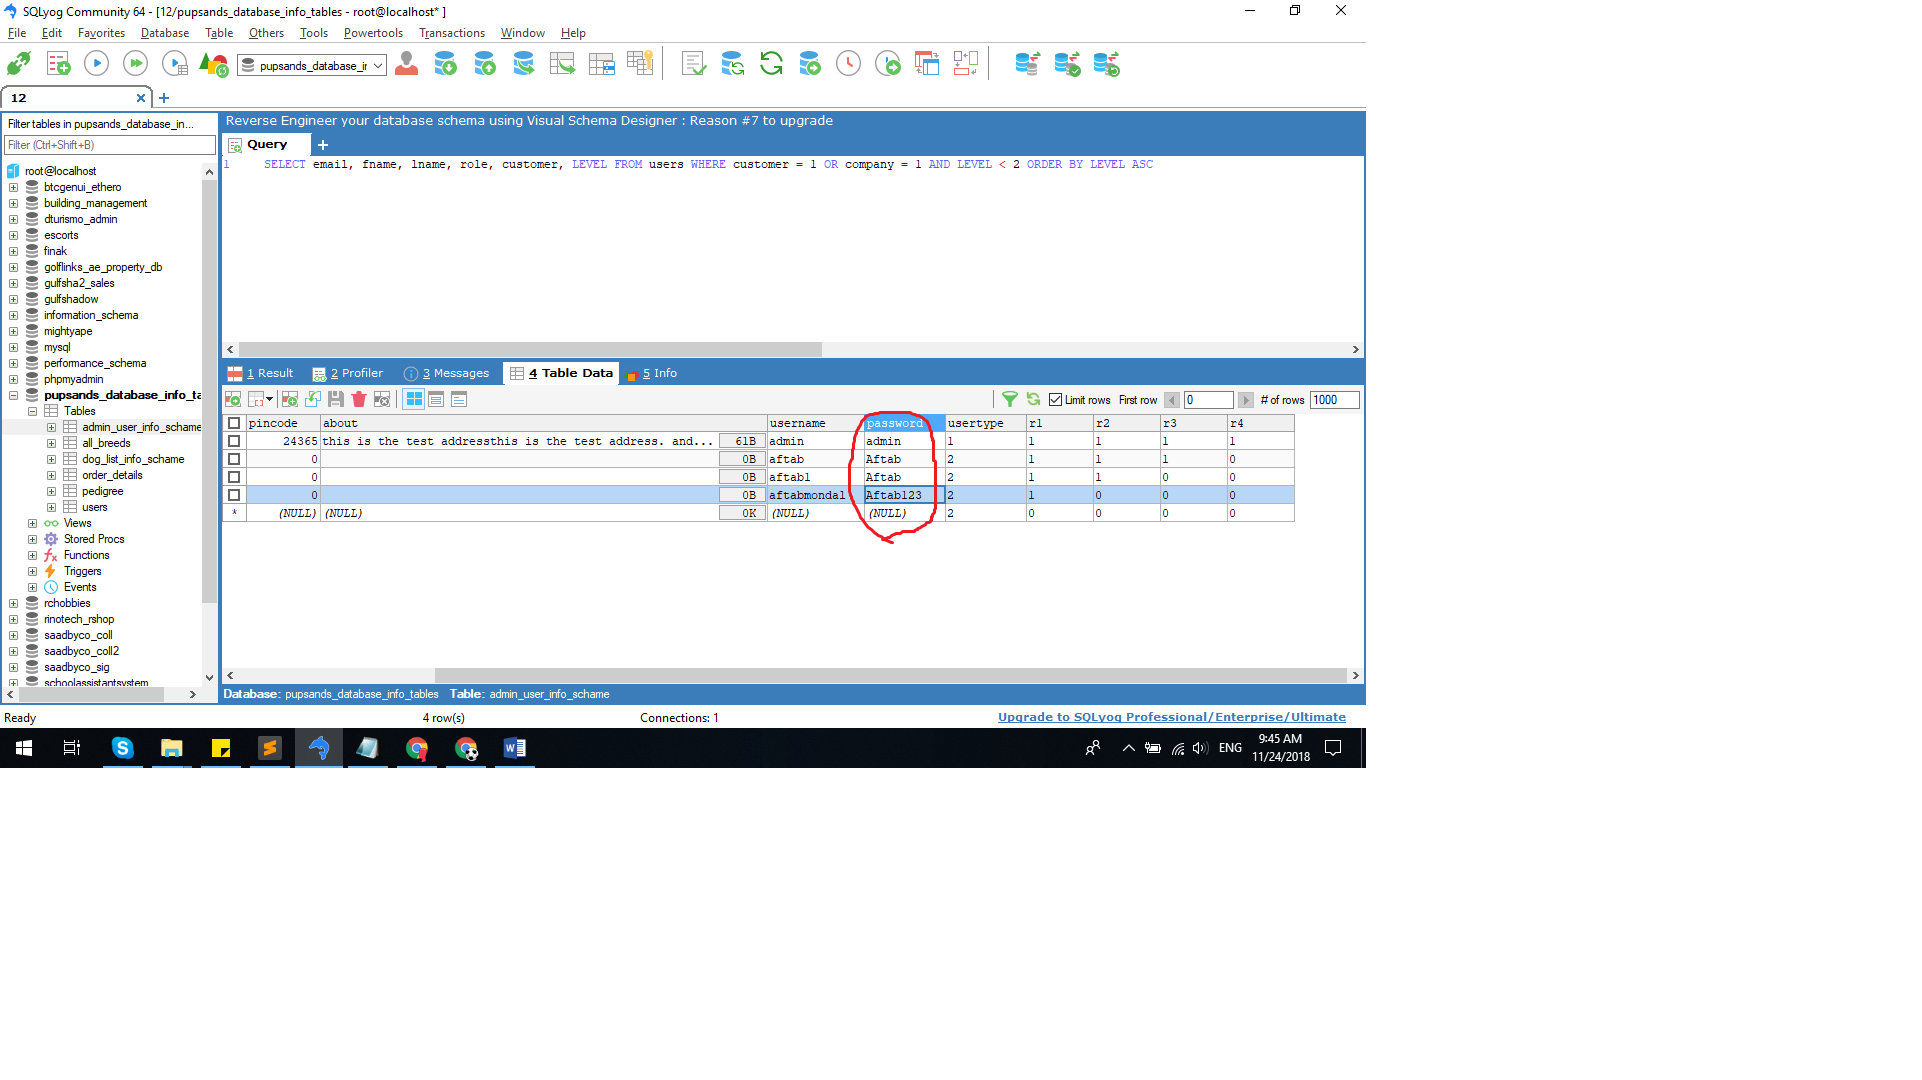 SQLyog Community 64 - [12/pupsands_database_info_tables - root@localhost* ]
File Edit Favorites Database Table Others Tools Powertools Transactions Window Help
pupsands_database_ir
12
Filter tables in pupsands_database_in...
Filter (Ctrl+Shift+B)
root@localhost
btcgenui_ethero
building_management
dturismo_admin
escorts
finak
golflinks_ae_property_db
gulfsha2_sales
gulfshadow
information_schema
mightyape
mysql
performance_schema
phpmyadmin
pupsands_database_info_ta
Tables
admin_user_info_schame
all_breeds
dog_list_info_schame
order_details
pedigree
users
Views
Stored Procs
Functions
Triggers
Events
rchobbies
rinotech_rshop
saadbyco_coll
saadbyco_coll2
saadbyco_sig
schoolassistantsystem
Reverse Engineer your database schema using Visual Schema Designer : Reason #7 to upgrade
Query
1 SELECT email, fname, lname, role, customer, LEVEL FROM users WHERE customer = 1 OR company = 1 AND LEVEL < 2 ORDER BY LEVEL ASC
1 Result 2 Profiler 3 Messages 4 Table Data 5 Info
Limit rows First row 0 # of rows 1000
pincode about username password usertype r1 r2 r3 r4
24365 this is the test addressthis is the test address. and... 61B admin admin 1 1 1 1 1
0 0B aftab Aftab 2 1 1 1 0
0 0B aftab1 Aftab 2 1 1 0 0
0 0B aftabmondal Aftab123 2 1 0 0 0
* (NULL) (NULL) 0K (NULL) (NULL) 2 0 0 0 0
Database: pupsands_database_info_tables Table: admin_user_info_schame
Ready 4 row(s) Connections: 1 Upgrade to SQLyog Professional/Enterprise/Ultimate
ENG
9:45 AM
11/24/2018